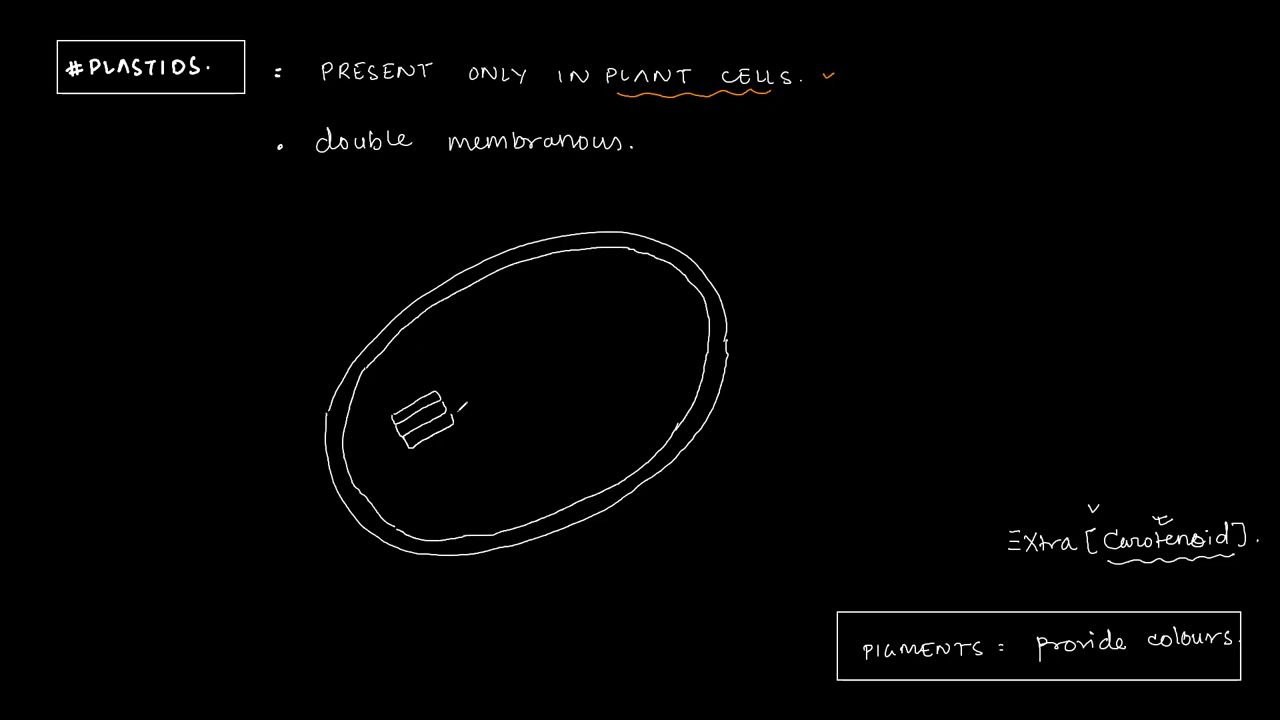 #PLASTIDS. : PRESENT ONLY IN PLANT CELLS.
• double membranous.
Extra [Carotenoid].
PIGMENTS : provide colours.